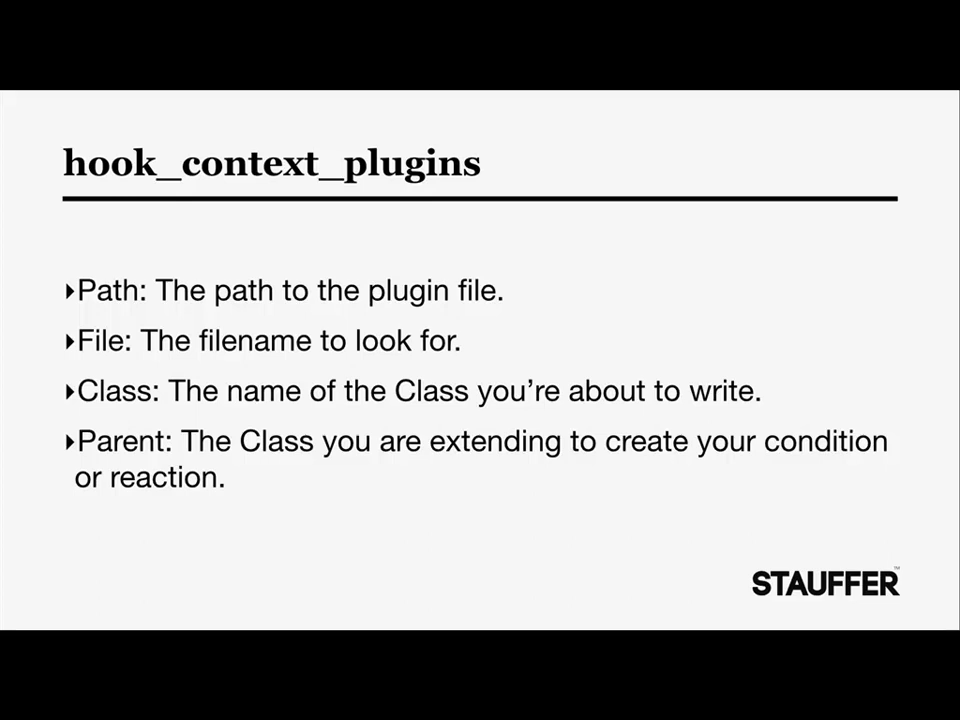 hook_context_plugins
‣Path: The path to the plugin file.
‣File: The filename to look for.
‣Class: The name of the Class you’re about to write.
‣Parent: The Class you are extending to create your condition
or reaction.
STAUFFER™